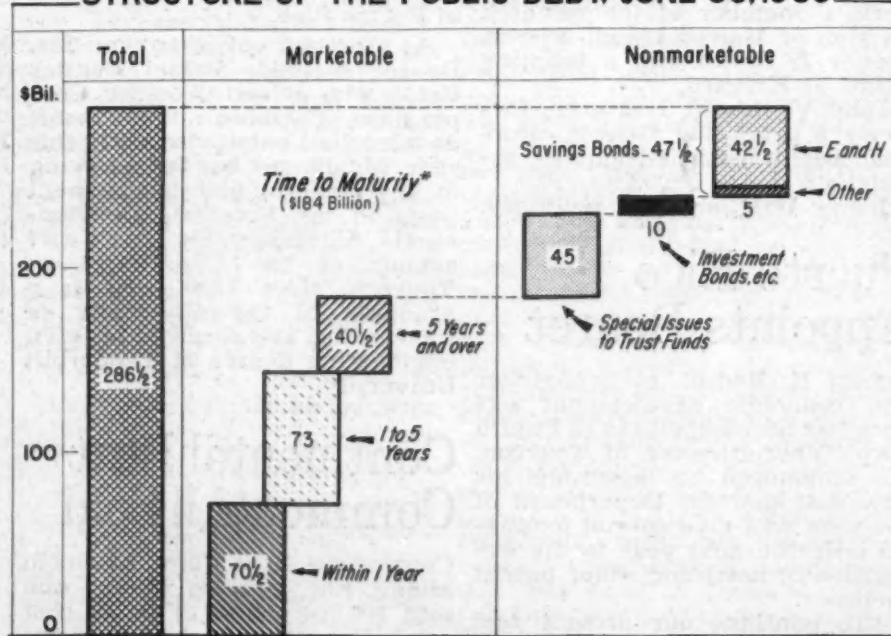 STRUCTURE OF THE PUBLIC DEBT, JUNE 30, 1960
Total
Marketable
Nonmarketable
$Bil.
200
100
0
286½
Time to Maturity*
($184 Billion)
40½
5 Years
and over
73
1 to 5
Years
70½
Within 1 Year
Savings Bonds 47½
42½
E and H
Other
5
10
Investment
Bonds, etc.
45
Special Issues
to Trust Funds